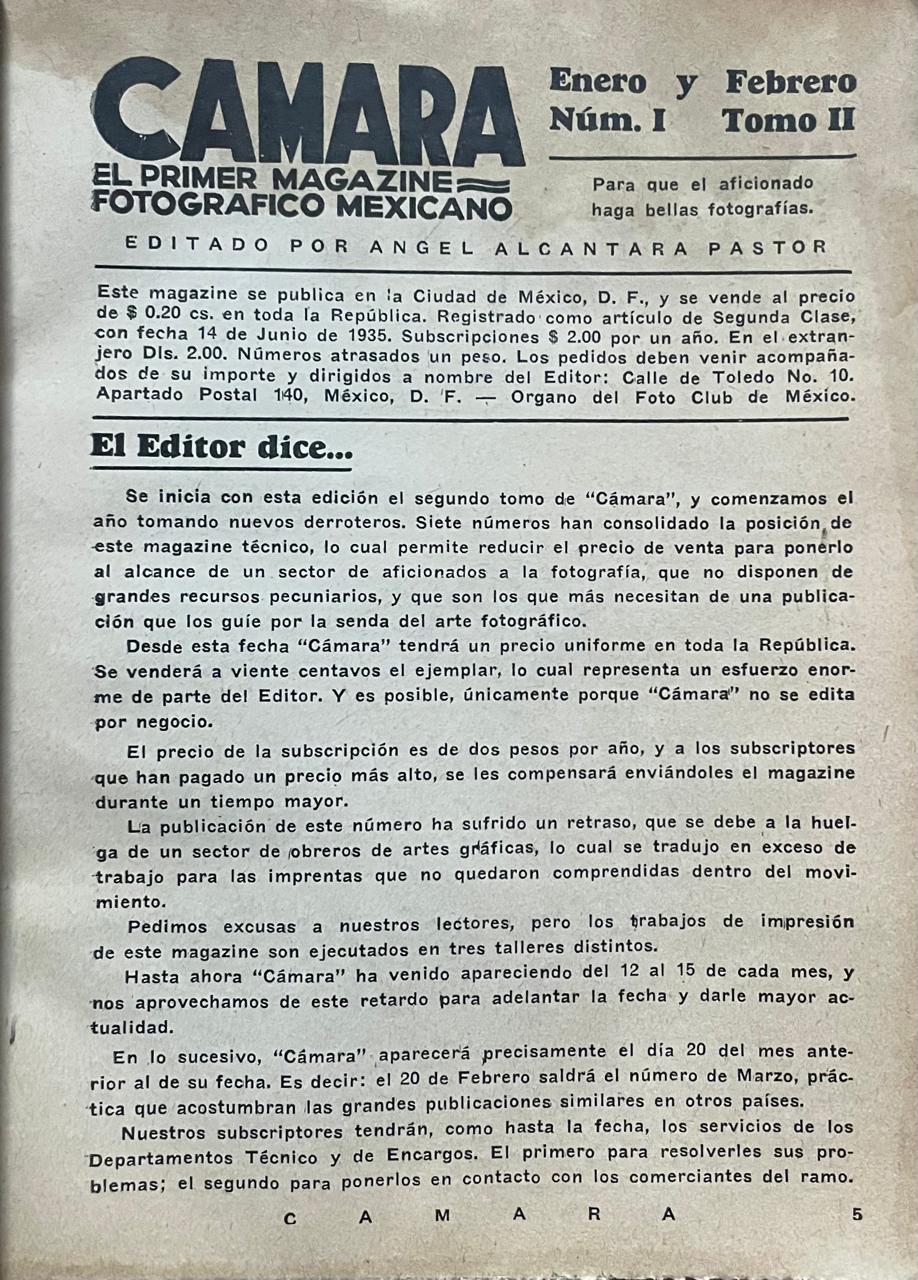 CAMARA
EL PRIMER MAGAZINE
FOTOGRAFICO MEXICANO
Enero y Febrero
Núm. I Tomo II
Para que el aficionado
haga bellas fotografías.
EDITADO POR ANGEL ALCANTARA PASTOR
Este magazine se publica en la Ciudad de México, D. F., y se vende al precio
de $ 0.20 cs. en toda la República. Registrado como artículo de Segunda Clase,
con fecha 14 de Junio de 1935. Subscripciones $ 2.00 por un año. En el extran-
jero Dls. 2.00. Números atrasados un peso. Los pedidos deben venir acompaña-
dos de su importe y dirigidos a nombre del Editor: Calle de Toledo No. 10.
Apartado Postal 140, México, D. F. — Organo del Foto Club de México.
El Editor dice...
Se inicia con esta edición el segundo tomo de “Cámara”, y comenzamos el
año tomando nuevos derroteros. Siete números han consolidado la posición de
este magazine técnico, lo cual permite reducir el precio de venta para ponerlo
al alcance de un sector de aficionados a la fotografía, que no disponen de
grandes recursos pecuniarios, y que son los que más necesitan de una publica-
ción que los guíe por la senda del arte fotográfico.
Desde esta fecha “Cámara” tendrá un precio uniforme en toda la República.
Se venderá a viente centavos el ejemplar, lo cual representa un esfuerzo enor-
me de parte del Editor. Y es posible, únicamente porque “Cámara” no se edita
por negocio.
El precio de la subscripción es de dos pesos por año, y a los subscriptores
que han pagado un precio más alto, se les compensará enviándoles el magazine
durante un tiempo mayor.
La publicación de este número ha sufrido un retraso, que se debe a la huel-
ga de un sector de obreros de artes gráficas, lo cual se tradujo en exceso de
trabajo para las imprentas que no quedaron comprendidas dentro del movi-
miento.
Pedimos excusas a nuestros lectores, pero los trabajos de impresión
de este magazine son ejecutados en tres talleres distintos.
Hasta ahora “Cámara” ha venido apareciendo del 12 al 15 de cada mes, y
nos aprovechamos de este retardo para adelantar la fecha y darle mayor ac-
tualidad.
En lo sucesivo, “Cámara” aparecerá precisamente el día 20 del mes ante-
rior al de su fecha. Es decir: el 20 de Febrero saldrá el número de Marzo, prác-
tica que acostumbran las grandes publicaciones similares en otros países.
Nuestros subscriptores tendrán, como hasta la fecha, los servicios de los
Departamentos Técnico y de Encargos. El primero para resolverles sus pro-
blemas; el segundo para ponerlos en contacto con los comerciantes del ramo.
C A M A R A 5